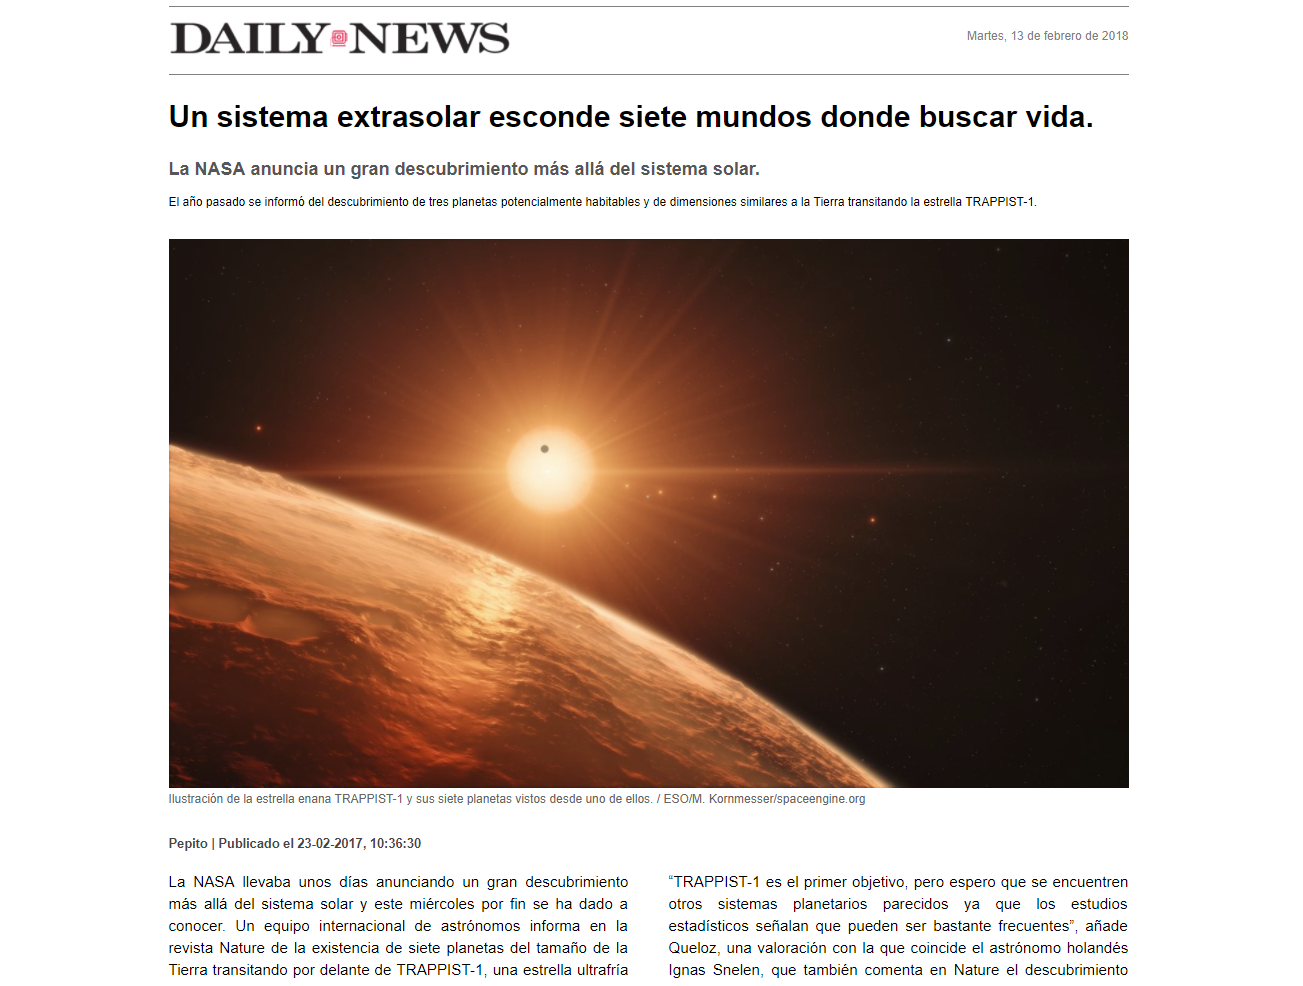 DAILY NEWS
Martes, 13 de febrero de 2018
Un sistema extrasolar esconde siete mundos donde buscar vida.
La NASA anuncia un gran descubrimiento más allá del sistema solar.
El año pasado se informó del descubrimiento de tres planetas potencialmente habitables y de dimensiones similares a la Tierra transitando la estrella TRAPPIST-1.
Ilustración de la estrella enana TRAPPIST-1 y sus siete planetas vistos desde uno de ellos. / ESO/M. Kornmesser/spaceengine.org
Pepito | Publicado el 23-02-2017, 10:36:30
La NASA llevaba unos días anunciando un gran descubrimiento
más allá del sistema solar y este miércoles por fin se ha dado a
conocer. Un equipo internacional de astrónomos informa en la
revista Nature de la existencia de siete planetas del tamaño de la
Tierra transitando por delante de TRAPPIST-1, una estrella ultrafría
“TRAPPIST-1 es el primer objetivo, pero espero que se encuentren
otros sistemas planetarios parecidos ya que los estudios
estadísticos señalan que pueden ser bastante frecuentes”, añade
Queloz, una valoración con la que coincide el astrónomo holandés
Ignas Snelen, que también comenta en Nature el descubrimiento